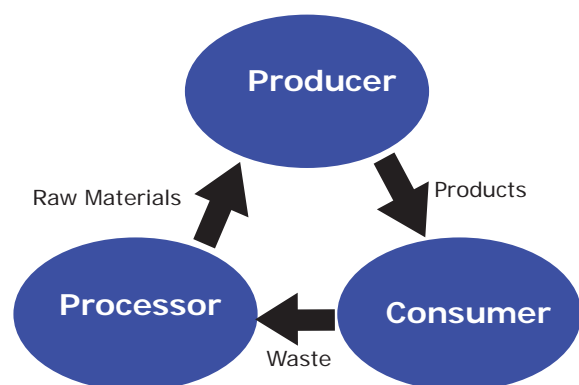 Producer
Raw Materials
Products
Processor
Consumer
Waste